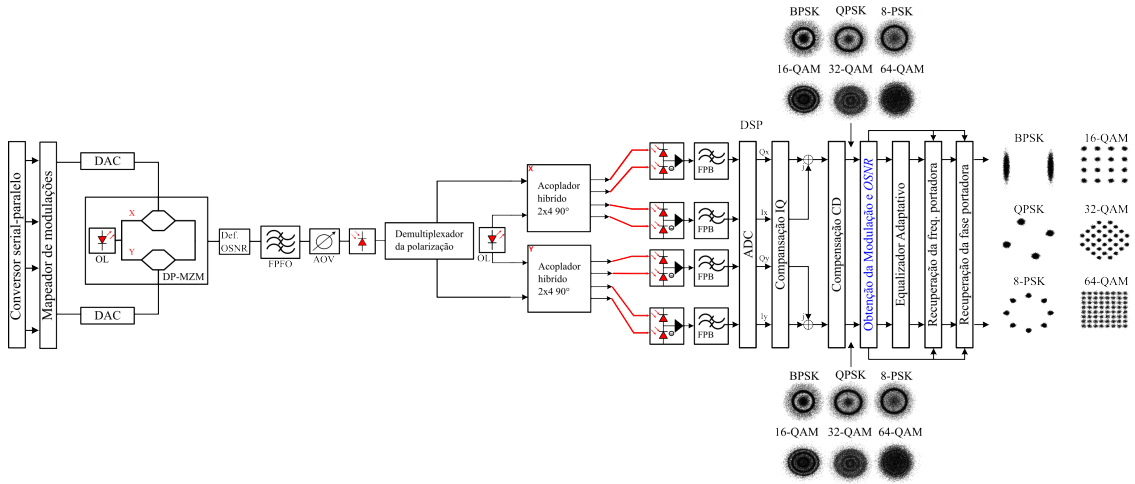 BPSK
QPSK
8-PSK
16-QAM
32-QAM
64-QAM
Conversor serial-paralelo
Mapeador de modulações
DAC
X
Y
OL
DP-MZM
DAC
Def.
OSNR
FPFO
AOV
Demultiplexador
da polarização
OL
X
Acoplador
hibrído
2x4 90°
Y
Acoplador
hibrído
2x4 90°
FPB
FPB
FPB
FPB
DSP
ADC
Qx
Ix
Qy
Iy
Compansação IQ
j
j
Compensação CD
Obtenção da Modulação e OSNR
Equalizador Adaptativo
Recuperação da freq. portadora
Recuperação da fase portadora
BPSK
16-QAM
QPSK
32-QAM
8-PSK
64-QAM
BPSK
QPSK
8-PSK
16-QAM
32-QAM
64-QAM